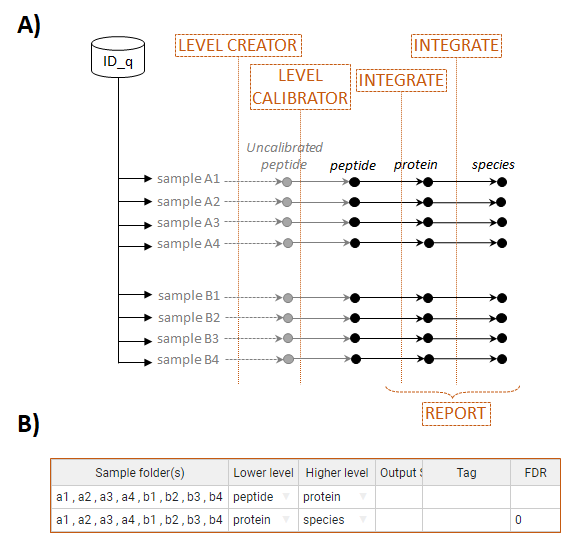 A)
ID_q
LEVEL CREATOR
INTEGRATE
LEVEL
CALIBRATOR
INTEGRATE
Uncalibrated
peptide
peptide
protein
species
sample A1
sample A2
sample A3
sample A4
sample B1
sample B2
sample B3
sample B4
REPORT
B)
Sample folder(s) Lower level Higher level Output Tag FDR
a1 , a2 , a3 , a4 , b1 , b2 , b3 , b4 peptide protein
a1 , a2 , a3 , a4 , b1 , b2 , b3 , b4 protein species 0